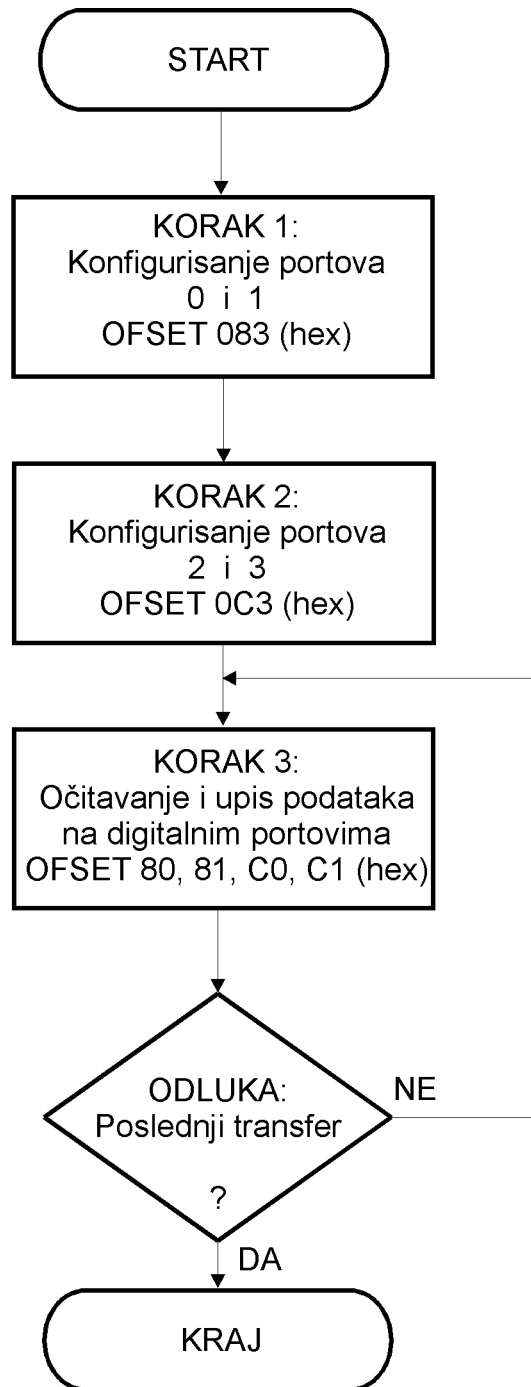 START
KORAK 1:
Konfigurisanje portova
0 i 1
OFSET 083 (hex)
KORAK 2:
Konfigurisanje portova
2 i 3
OFSET 0C3 (hex)
KORAK 3:
Očitavanje i upis podataka
na digitalnim portovima
OFSET 80, 81, C0, C1 (hex)
ODLUKA:
Poslednji transfer
?
NE
DA
KRAJ